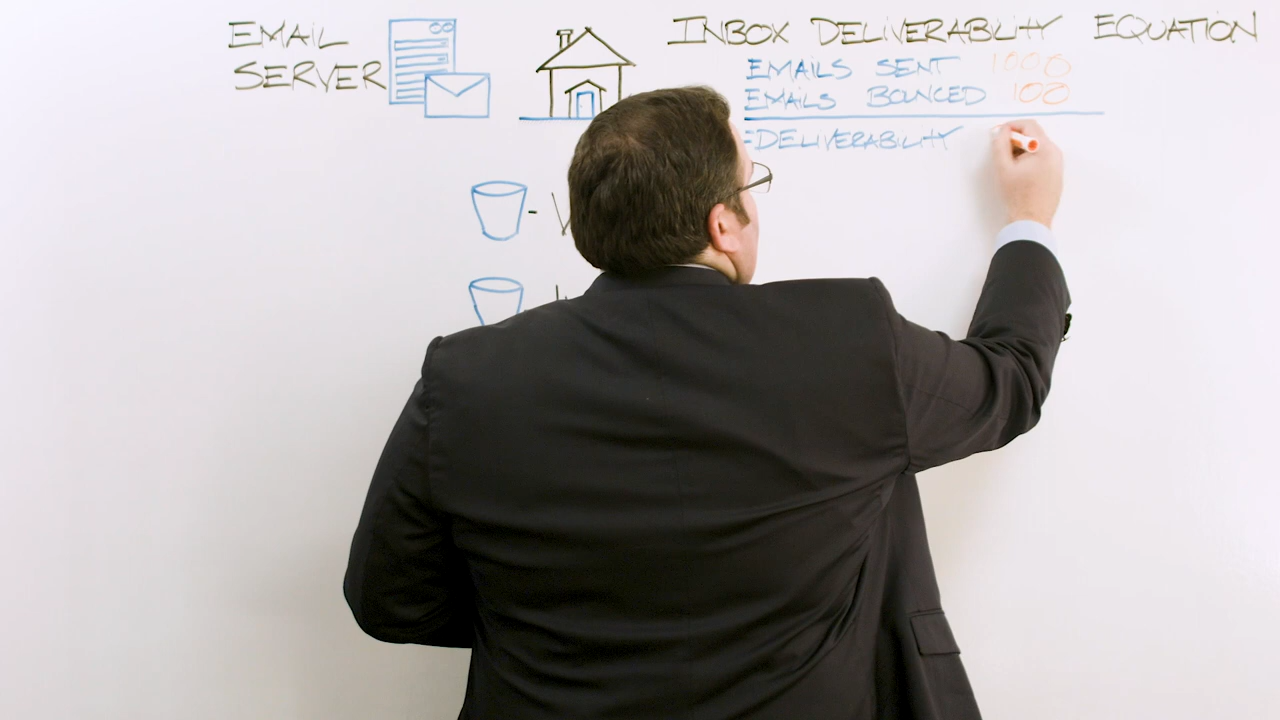 EMAIL
SERVER
INBOX DELIVERABILITY EQUATION
EMAILS SENT 1000
EMAILS BOUNCED 100
=DELIVERABILITY
-